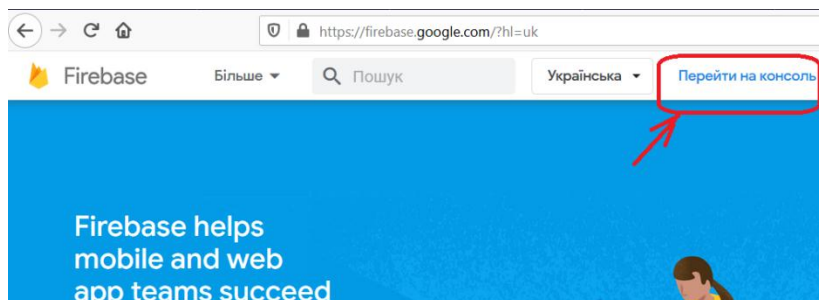 https://firebase.google.com/?hl=uk
Firebase Більше Пошук Українська Перейти на консоль
Firebase helps
mobile and web
app teams succeed